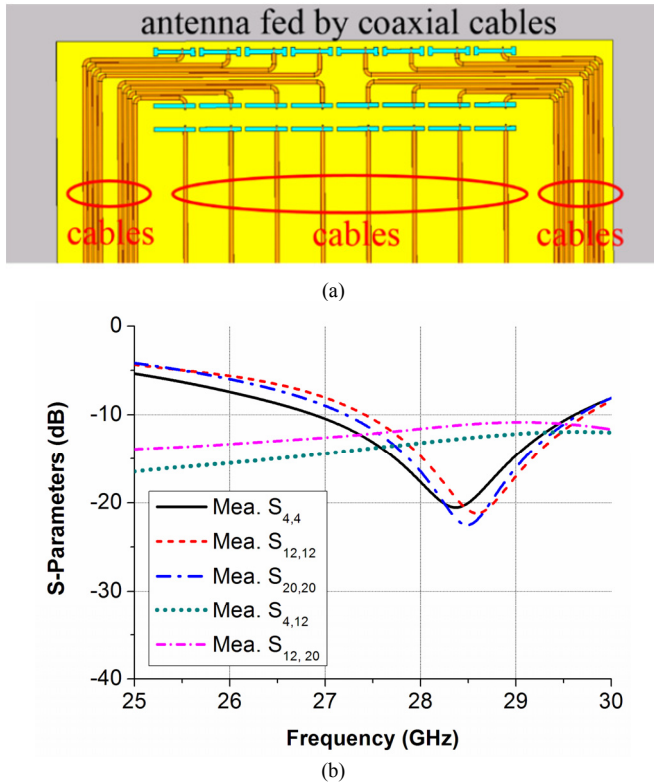 antenna fed by coaxial cables
cables
cables
cables
(a)
0
-10
-20
-30
-40
S-Parameters (dB)
Mea. S4,4
Mea. S12,12
Mea. S20,20
Mea. S4,12
Mea. S12, 20
25
26
27
28
29
30
Frequency (GHz)
(b)